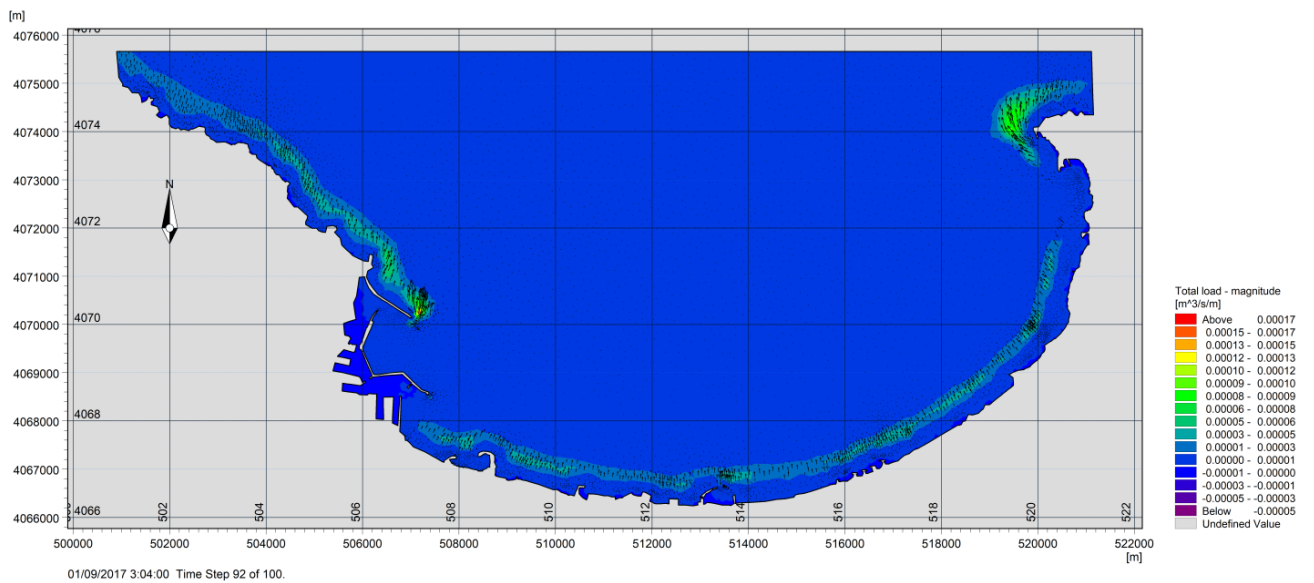 [m]
4076
4076000
4075000
4074000
4074
4073000
N
4072
4072000
4071000
4070000
4070
4069000
4068000
4068
4067000
4066000
4066
502
504
506
508
510
512
514
516
518
520
522
500000
502000
504000
506000
508000
510000
512000
514000
516000
518000
520000
522000
[m]
Total load - magnitude
[m^3/s/m]
Above 0.00017
0.00015 - 0.00017
0.00013 - 0.00015
0.00012 - 0.00013
0.00010 - 0.00012
0.00009 - 0.00010
0.00008 - 0.00009
0.00006 - 0.00008
0.00005 - 0.00006
0.00003 - 0.00005
0.00001 - 0.00003
0.00000 - 0.00001
-0.00001 - 0.00000
-0.00003 - -0.00001
-0.00005 - -0.00003
Below -0.00005
Undefined Value
01/09/2017 3:04:00 Time Step 92 of 100.